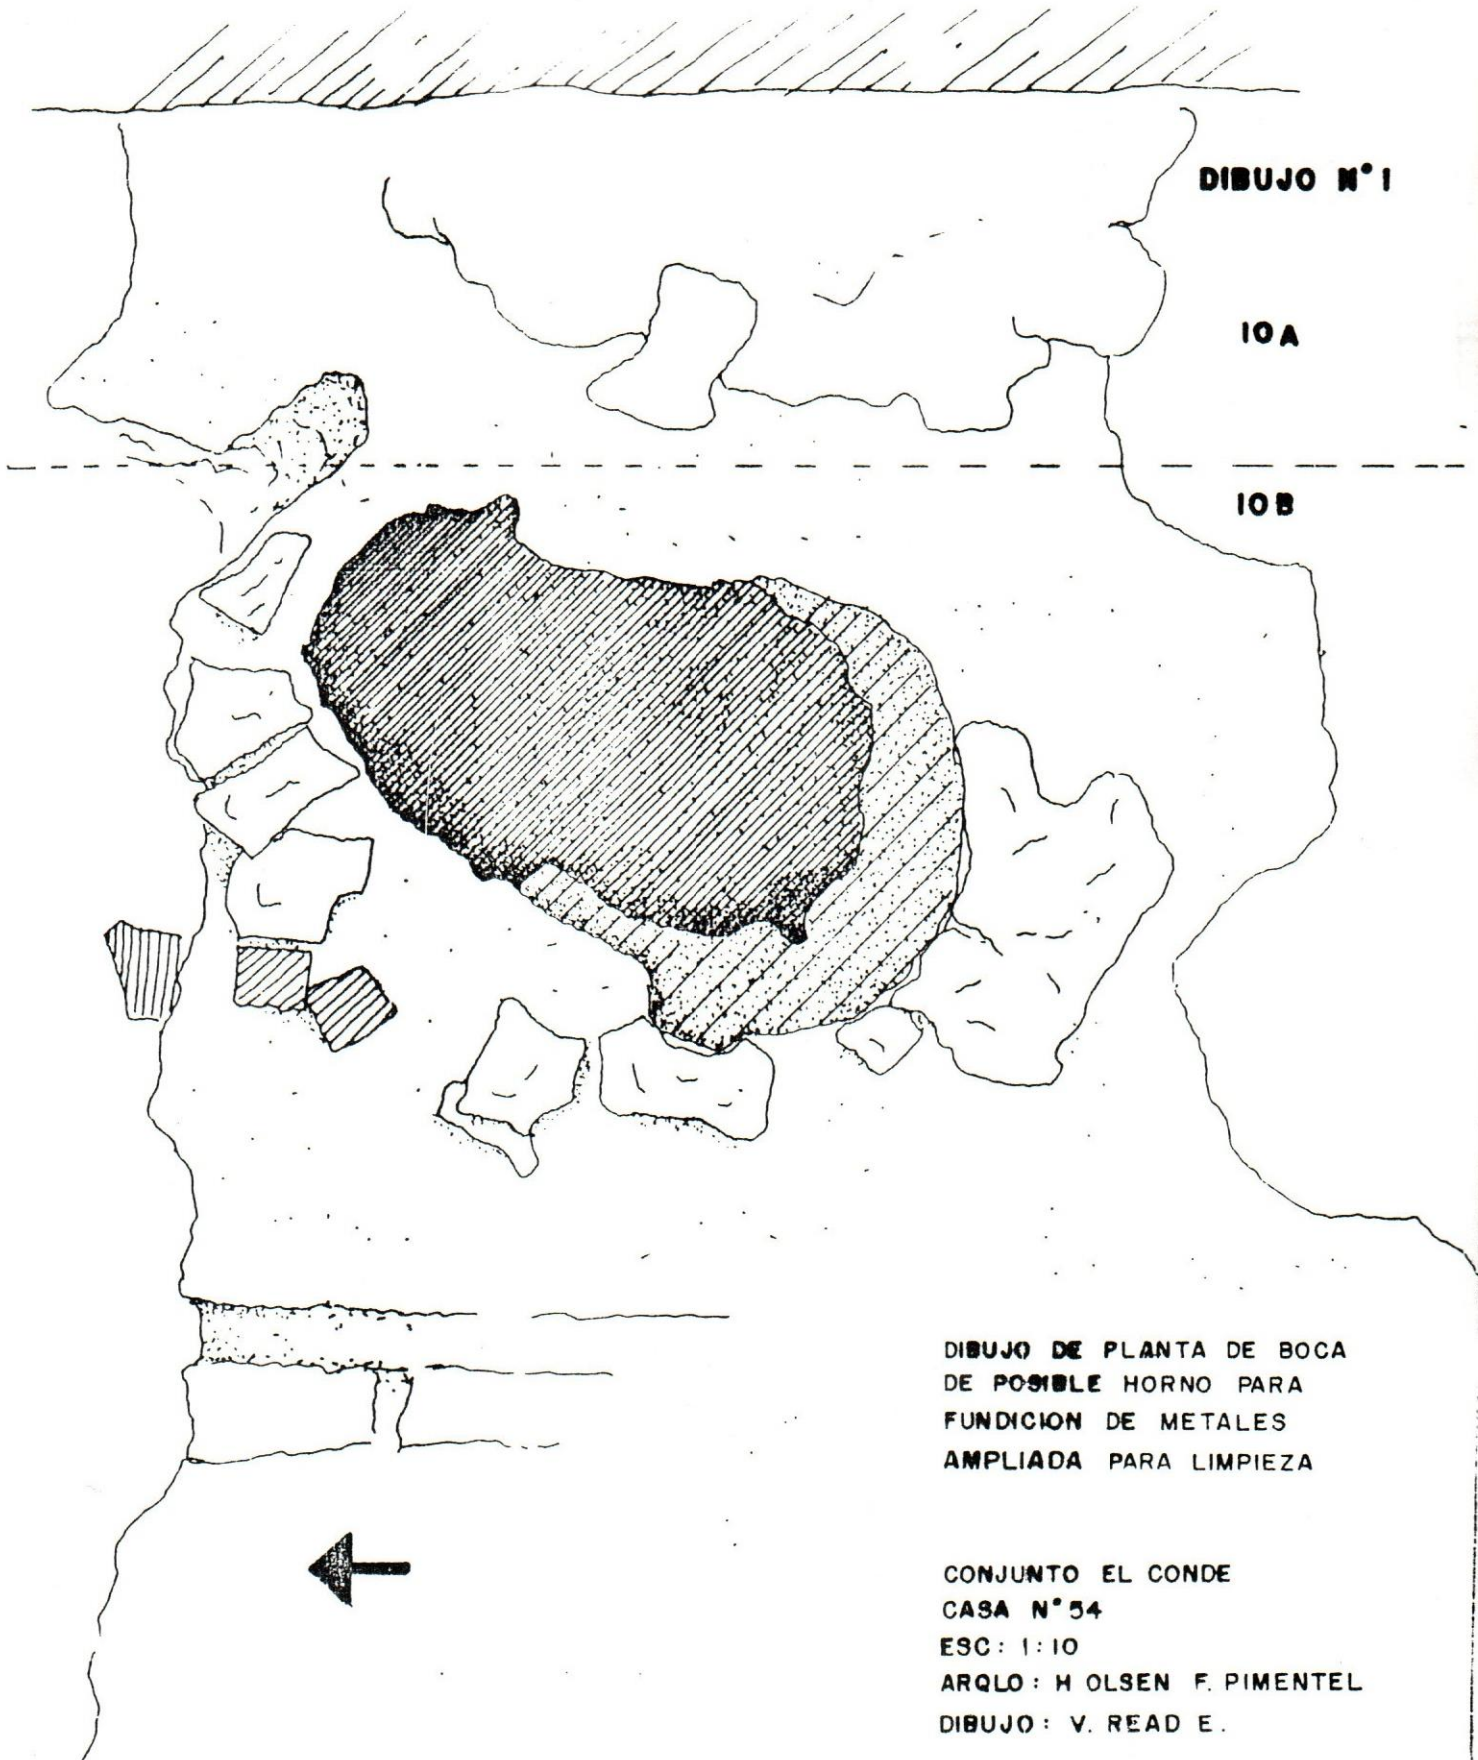 DIBUJO N° 1
10A
10B
DIBUJO DE PLANTA DE BOCA
DE POSIBLE HORNO PARA
FUNDICION DE METALES
AMPLIADA PARA LIMPIEZA
CONJUNTO EL CONDE
CASA N° 54
ESC: 1:10
ARQLO: H OLSEN F. PIMENTEL
DIBUJO: V. READ E.